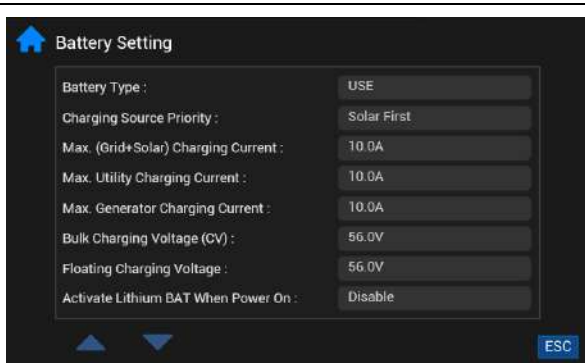 Battery Setting
Battery Type : USE
Charging Source Priority : Solar First
Max. (Grid+Solar) Charging Current : 10.0A
Max. Utility Charging Current : 10.0A
Max. Generator Charging Current : 10.0A
Bulk Charging Voltage (CV) : 56.0V
Floating Charging Voltage : 56.0V
Activate Lithium BAT When Power On : Disable
ESC